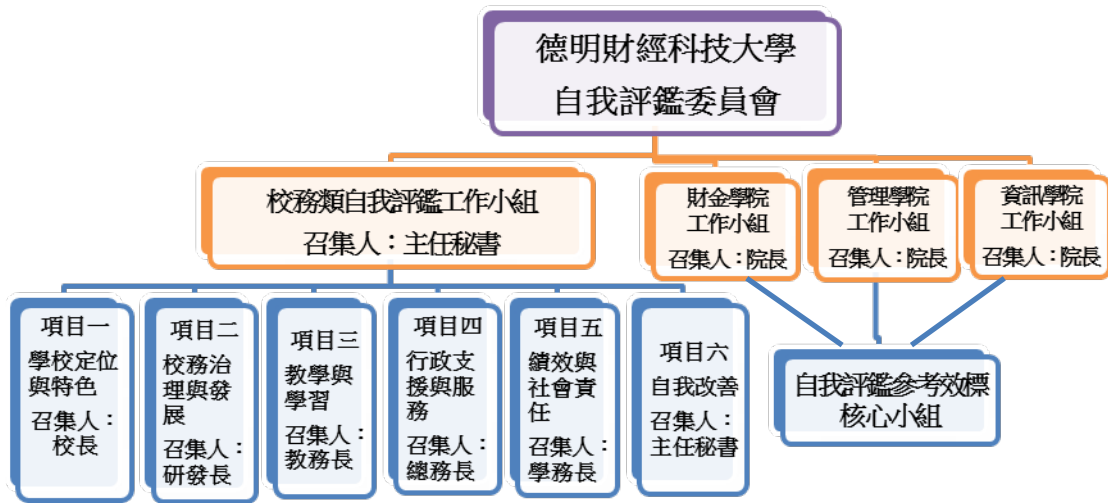 德明財經科技大學
自我評鑑委員會
校務類自我評鑑工作小組
召集人：主任秘書
財金學院
工作小組
召集人：院長
管理學院
工作小組
召集人：院長
資訊學院
工作小組
召集人：院長
項目一
學校定位
與特色
召集人：
校長
項目二
校務治
理與發
展
召集人：
研發長
項目三
教學與
學習
召集人：
教務長
項目四
行政支
援與服
務
召集人：
總務長
項目五
績效與
社會責
任
召集人：
學務長
項目六
自我改善
召集人：
主任秘書
自我評鑑參考效標
核心小組